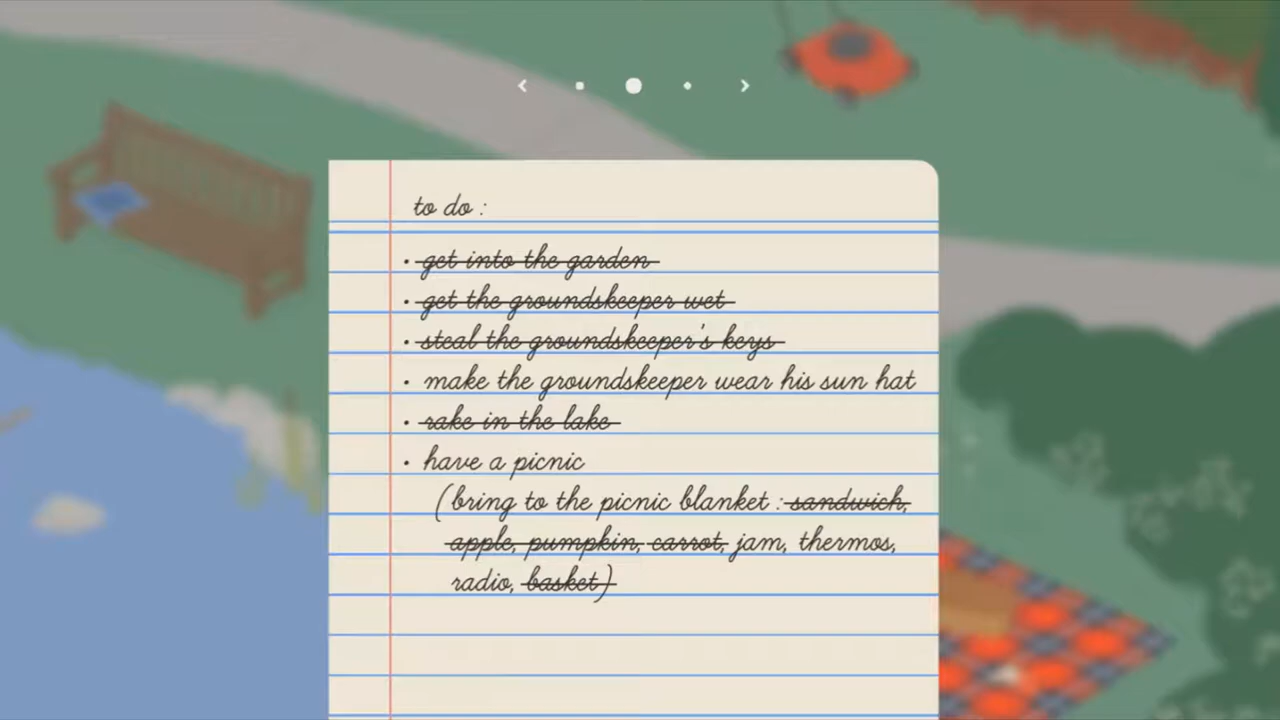 to do :
• get into the garden
• get the groundskeeper wet
• steal the groundskeeper's keys
• make the groundskeeper wear his sun hat
• rake in the lake
• have a picnic
(bring to the picnic blanket : sandwich,
apple, pumpkin, carrot, jam, thermos,
radio, basket)